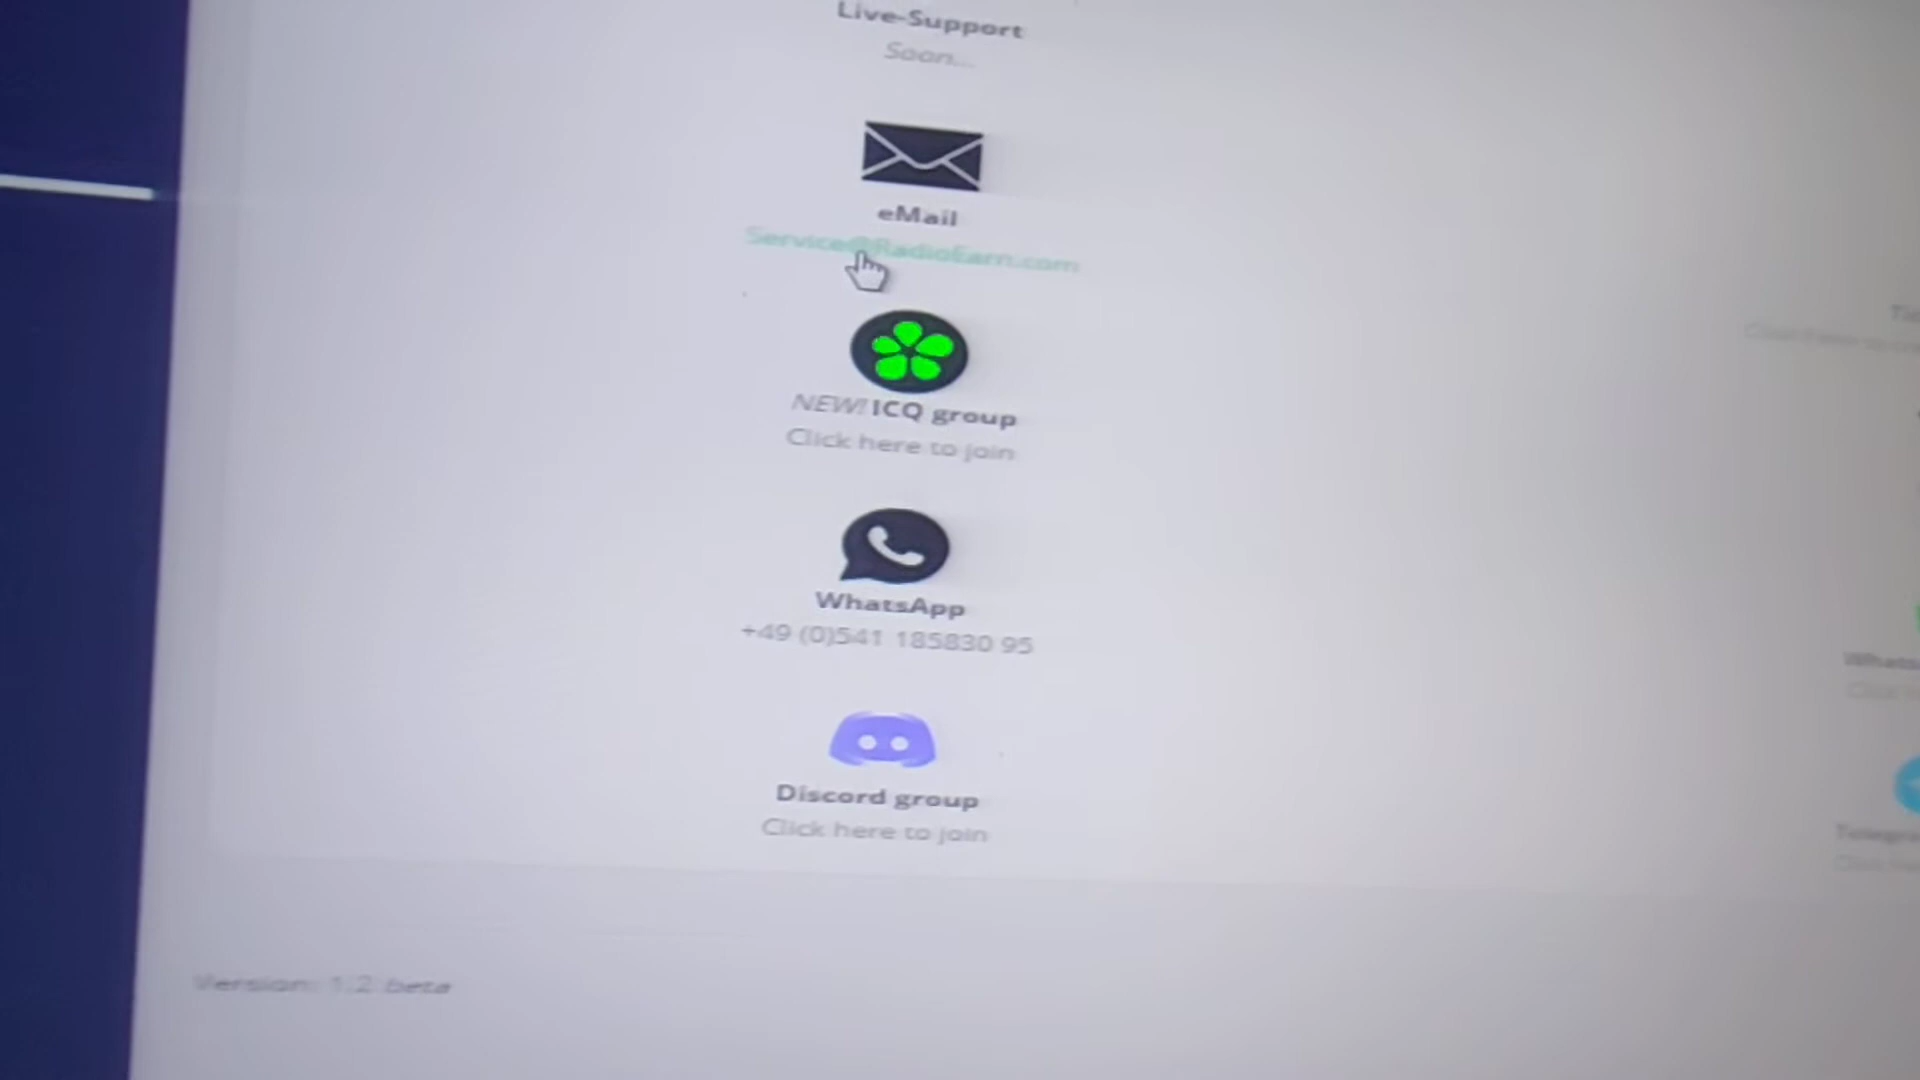 Live-Support
Soon...
eMail
Service@RadioEarn.com
NEW! ICQ group
Click here to join
WhatsApp
+49 (0)541 185830 95
Discord group
Click here to join
Version: 1.2 beta